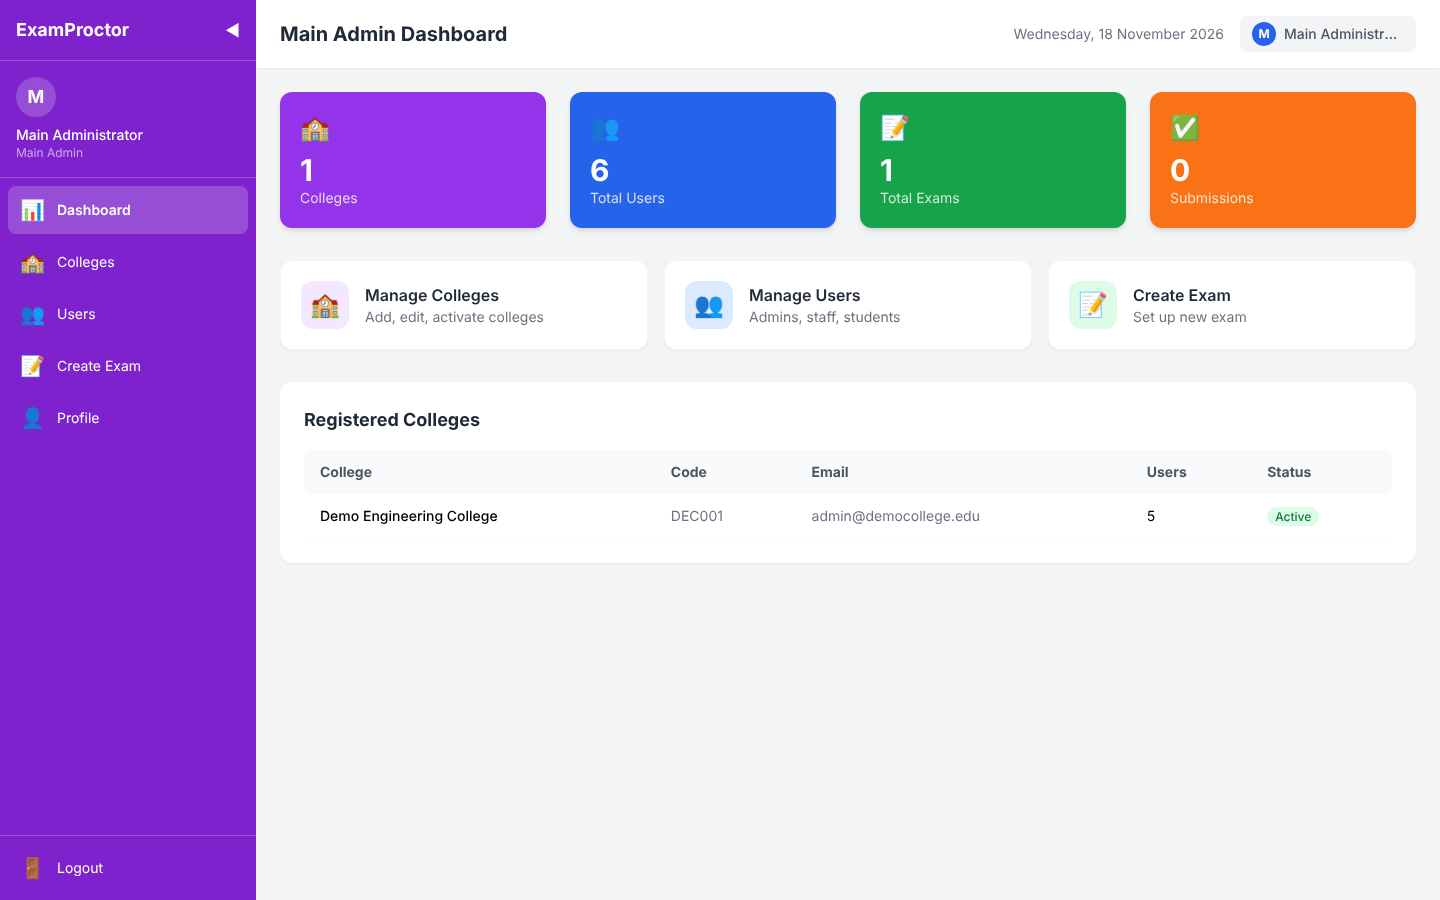 ExamProctor
M
Main Administrator
Main Admin
Dashboard
Colleges
Users
Create Exam
Profile
Logout
Main Admin Dashboard
Wednesday, 18 November 2026
M
Main Administr...
1
Colleges
6
Total Users
1
Total Exams
0
Submissions
Manage Colleges
Add, edit, activate colleges
Manage Users
Admins, staff, students
Create Exam
Set up new exam
Registered Colleges
College Code Email Users Status
Demo Engineering College DEC001 admin@democollege.edu 5 Active